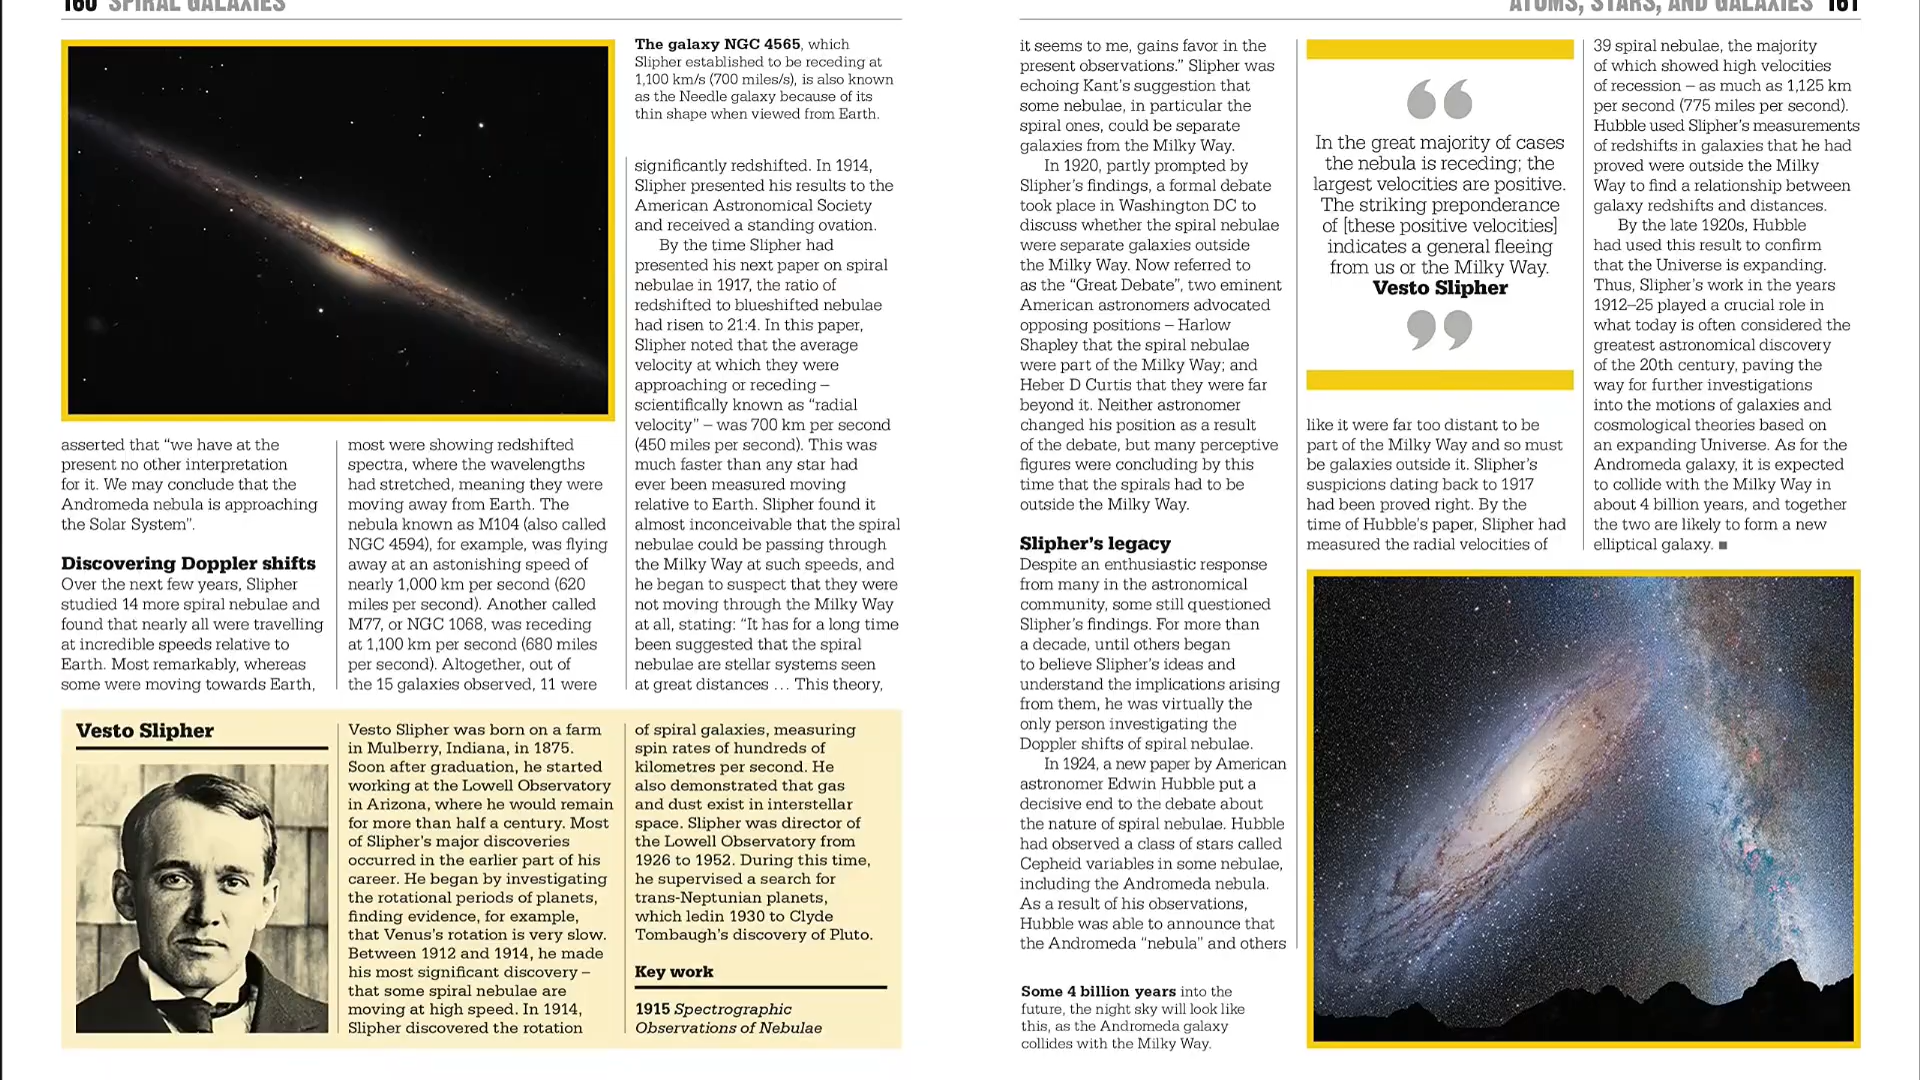 160 SPIRAL GALAXIES
The galaxy NGC 4565, which
Slipher established to be receding at
1,100 km/s (700 miles/s), is also known
as the Needle galaxy because of its
thin shape when viewed from Earth.
asserted that “we have at the
present no other interpretation
for it. We may conclude that the
Andromeda nebula is approaching
the Solar System”.
Discovering Doppler shifts
Over the next few years, Slipher
studied 14 more spiral nebulae and
found that nearly all were travelling
at incredible speeds relative to
Earth. Most remarkably, whereas
some were moving towards Earth,
most were showing redshifted
spectra, where the wavelengths
had stretched, meaning they were
moving away from Earth. The
nebula known as M104 (also called
NGC 4594), for example, was flying
away at an astonishing speed of
nearly 1,000 km per second (620
miles per second). Another called
M77, or NGC 1068, was receding
at 1,100 km per second (680 miles
per second). Altogether, out of
the 15 galaxies observed, 11 were
significantly redshifted. In 1914,
Slipher presented his results to the
American Astronomical Society
and received a standing ovation.
By the time Slipher had
presented his next paper on spiral
nebulae in 1917, the ratio of
redshifted to blueshifted nebulae
had risen to 21:4. In this paper,
Slipher noted that the average
velocity at which they were
approaching or receding –
scientifically known as “radial
velocity” – was 700 km per second
(450 miles per second). This was
much faster than any star had
ever been measured moving
relative to Earth. Slipher found it
almost inconceivable that the spiral
nebulae could be passing through
the Milky Way at such speeds, and
he began to suspect that they were
not moving through the Milky Way
at all, stating: “It has for a long time
been suggested that the spiral
nebulae are stellar systems seen
at great distances … This theory,
Vesto Slipher
Vesto Slipher was born on a farm
in Mulberry, Indiana, in 1875.
Soon after graduation, he started
working at the Lowell Observatory
in Arizona, where he would remain
for more than half a century. Most
of Slipher’s major discoveries
occurred in the earlier part of his
career. He began by investigating
the rotational periods of planets,
finding evidence, for example,
that Venus’s rotation is very slow.
Between 1912 and 1914, he made
his most significant discovery –
that some spiral nebulae are
moving at high speed. In 1914,
Slipher discovered the rotation
of spiral galaxies, measuring
spin rates of hundreds of
kilometres per second. He
also demonstrated that gas
and dust exist in interstellar
space. Slipher was director of
the Lowell Observatory from
1926 to 1952. During this time,
he supervised a search for
trans-Neptunian planets,
which ledin 1930 to Clyde
Tombaugh’s discovery of Pluto.
Key work
1915 Spectrographic
Observations of Nebulae
ATOMS, STARS, AND GALAXIES 161
it seems to me, gains favor in the
present observations.” Slipher was
echoing Kant’s suggestion that
some nebulae, in particular the
spiral ones, could be separate
galaxies from the Milky Way.
In 1920, partly prompted by
Slipher’s findings, a formal debate
took place in Washington DC to
discuss whether the spiral nebulae
were separate galaxies outside
the Milky Way. Now referred to
as the “Great Debate”, two eminent
American astronomers advocated
opposing positions – Harlow
Shapley that the spiral nebulae
were part of the Milky Way; and
Heber D Curtis that they were far
beyond it. Neither astronomer
changed his position as a result
of the debate, but many perceptive
figures were concluding by this
time that the spirals had to be
outside the Milky Way.
Slipher’s legacy
Despite an enthusiastic response
from many in the astronomical
community, some still questioned
Slipher’s findings. For more than
a decade, until others began
to believe Slipher’s ideas and
understand the implications arising
from them, he was virtually the
only person investigating the
Doppler shifts of spiral nebulae.
In 1924, a new paper by American
astronomer Edwin Hubble put a
decisive end to the debate about
the nature of spiral nebulae. Hubble
had observed a class of stars called
Cepheid variables in some nebulae,
including the Andromeda nebula.
As a result of his observations,
Hubble was able to announce that
the Andromeda “nebula” and others
“
In the great majority of cases
the nebula is receding; the
largest velocities are positive.
The striking preponderance
of [these positive velocities]
indicates a general fleeing
from us or the Milky Way.
Vesto Slipher
”
like it were far too distant to be
part of the Milky Way and so must
be galaxies outside it. Slipher’s
suspicions dating back to 1917
had been proved right. By the
time of Hubble’s paper, Slipher had
measured the radial velocities of
39 spiral nebulae, the majority
of which showed high velocities
of recession – as much as 1,125 km
per second (775 miles per second).
Hubble used Slipher’s measurements
of redshifts in galaxies that he had
proved were outside the Milky
Way to find a relationship between
galaxy redshifts and distances.
By the late 1920s, Hubble
had used this result to confirm
that the Universe is expanding.
Thus, Slipher’s work in the years
1912–25 played a crucial role in
what today is often considered the
greatest astronomical discovery
of the 20th century, paving the
way for further investigations
into the motions of galaxies and
cosmological theories based on
an expanding Universe. As for the
Andromeda galaxy, it is expected
to collide with the Milky Way in
about 4 billion years, and together
the two are likely to form a new
elliptical galaxy. ■
Some 4 billion years into the
future, the night sky will look like
this, as the Andromeda galaxy
collides with the Milky Way.